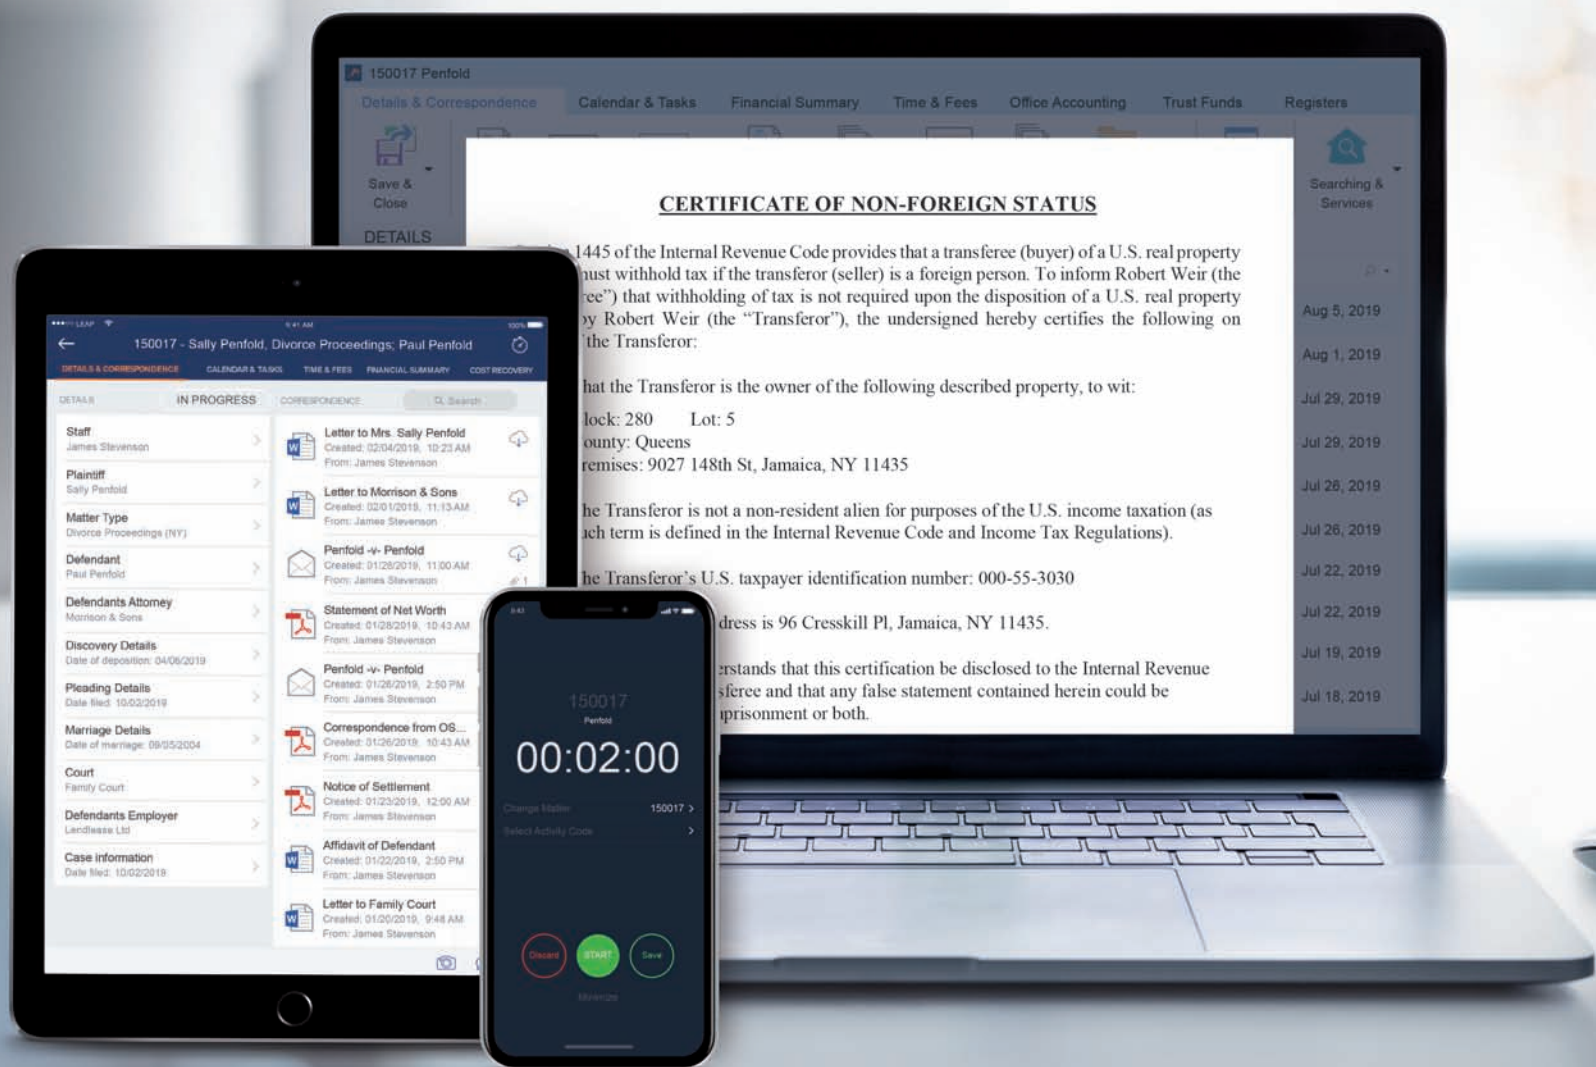 150017 Penfold
Details & Correspondence Calendar & Tasks Financial Summary Time & Fees Office Accounting Trust Funds Registers
Save &
Close
Searching &
Services
DETAILS
CERTIFICATE OF NON-FOREIGN STATUS
1445 of the Internal Revenue Code provides that a transferee (buyer) of a U.S. real property
must withhold tax if the transferor (seller) is a foreign person. To inform Robert Weir (the
ree”) that withholding of tax is not required upon the disposition of a U.S. real property
by Robert Weir (the “Transferor”), the undersigned hereby certifies the following on
the Transferor:
hat the Transferor is the owner of the following described property, to wit:
lock: 280 Lot: 5
ounty: Queens
remises: 9027 148th St, Jamaica, NY 11435
he Transferor is not a non-resident alien for purposes of the U.S. income taxation (as
uch term is defined in the Internal Revenue Code and Income Tax Regulations).
he Transferor’s U.S. taxpayer identification number: 000-55-3030
dress is 96 Cresskill Pl, Jamaica, NY 11435.
erstands that this certification be disclosed to the Internal Revenue
sferee and that any false statement contained herein could be
prisonment or both.
Aug 5, 2019
Aug 1, 2019
Jul 29, 2019
Jul 29, 2019
Jul 26, 2019
Jul 26, 2019
Jul 22, 2019
Jul 22, 2019
Jul 19, 2019
Jul 18, 2019
LEAP 9:41 AM 100%
150017 - Sally Penfold, Divorce Proceedings; Paul Penfold
DETAILS & CORRESPONDENCE CALENDAR & TASKS TIME & FEES FINANCIAL SUMMARY COST RECOVERY
DETAILS IN PROGRESS CORRESPONDENCE Search
Staff
James Stevenson
Plaintiff
Sally Penfold
Matter Type
Divorce Proceedings (NY)
Defendant
Paul Penfold
Defendants Attorney
Morrison & Sons
Discovery Details
Date of deposition: 04/06/2019
Pleading Details
Date filed: 10/02/2019
Marriage Details
Date of marriage: 09/05/2004
Court
Family Court
Defendants Employer
Lendlease Ltd
Case information
Date filed: 10/02/2019
Letter to Mrs. Sally Penfold
Created: 02/04/2019, 10:23 AM
From: James Stevenson
Letter to Morrison & Sons
Created: 02/01/2019, 11:13 AM
From: James Stevenson
Penfold -v- Penfold
Created: 01/28/2019, 11:00 AM
From: James Stevenson 1
Statement of Net Worth
Created: 01/28/2019, 10:43 AM
From: James Stevenson
Penfold -v- Penfold
Created: 01/26/2019, 2:50 PM
From: James Stevenson
Correspondence from OS...
Created: 01/26/2019, 10:43 AM
From: James Stevenson
Notice of Settlement
Created: 01/23/2019, 12:00 AM
From: James Stevenson
Affidavit of Defendant
Created: 01/22/2019, 2:50 PM
From: James Stevenson
Letter to Family Court
Created: 01/20/2019, 9:48 AM
From: James Stevenson
9:41
150017
Penfold
00:02:00
Change Matter 150017
Select Activity Code
Discard START Save
Minimize